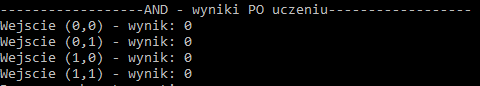 ------------------AND - wyniki PO uczeniu------------------
Wejscie (0,0) - wynik: 0
Wejscie (0,1) - wynik: 0
Wejscie (1,0) - wynik: 0
Wejscie (1,1) - wynik: 0